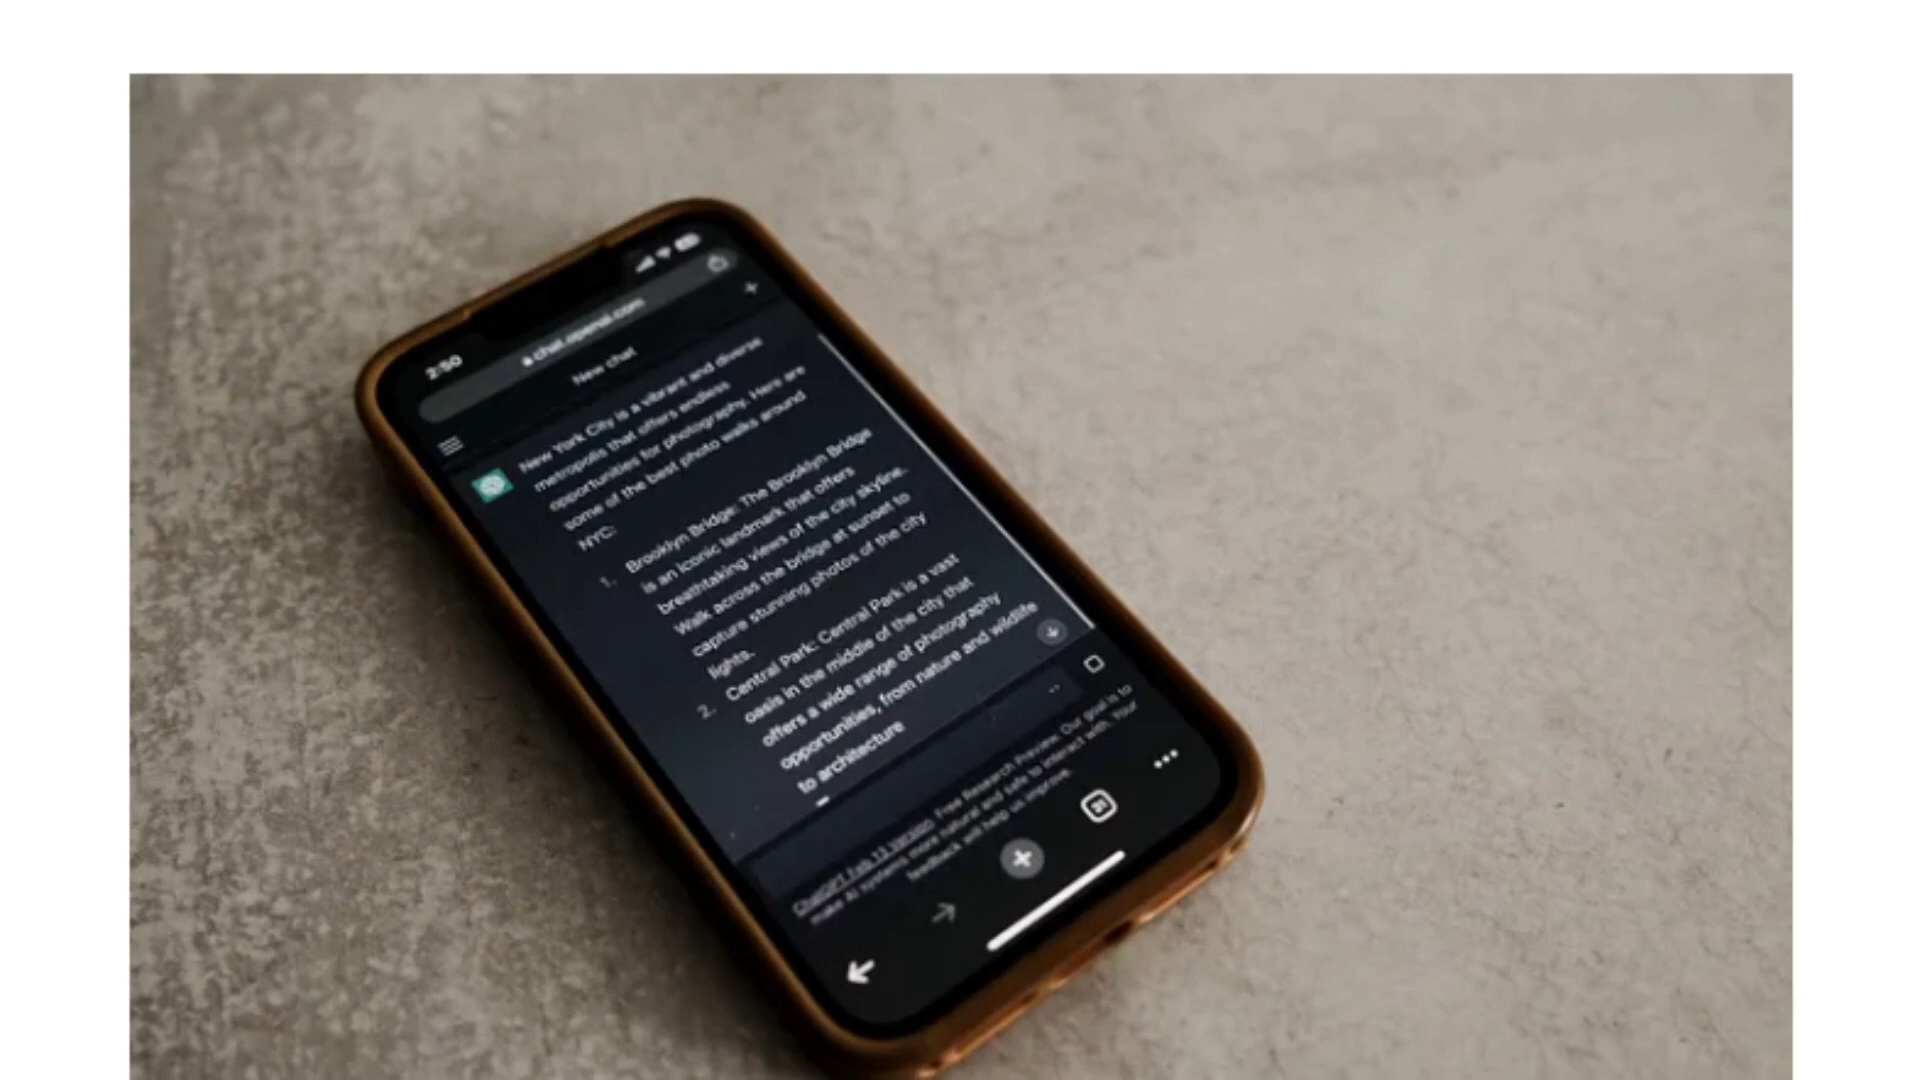 2:50
chat.openai.com
New chat
New York City is a vibrant and diverse
metropolis that offers endless
opportunities for photography. Here are
some of the best photo walks around
NYC:
1. Brooklyn Bridge: The Brooklyn Bridge
is an iconic landmark that offers
breathtaking views of the city skyline.
Walk across the bridge at sunset to
capture stunning photos of the city
lights.
2. Central Park: Central Park is a vast
oasis in the middle of the city that
offers a wide range of photography
opportunities, from nature and wildlife
to architecture
ChatGPT Feb 13 Version. Free Research Preview. Our goal is to
make AI systems more natural and safe to interact with. Your
feedback will help us improve.
31